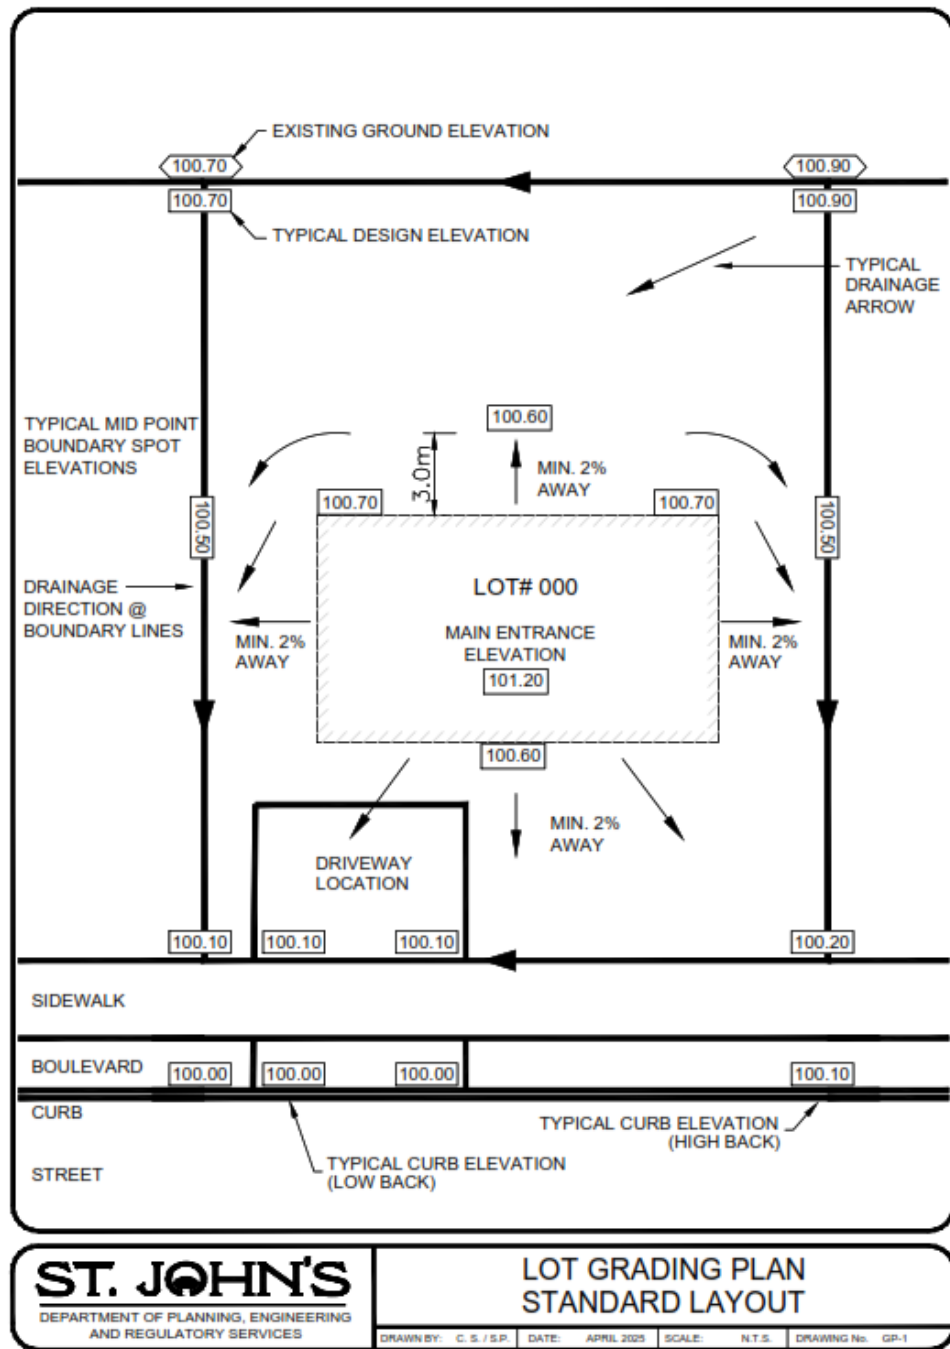 EXISTING GROUND ELEVATION
100.70
100.90
100.70
100.90
TYPICAL DESIGN ELEVATION
TYPICAL
DRAINAGE
ARROW
100.60
TYPICAL MID POINT
BOUNDARY SPOT
ELEVATIONS
3.0m
MIN. 2%
AWAY
100.70
100.70
100.50
100.50
LOT# 000
DRAINAGE
DIRECTION @
BOUNDARY LINES
MAIN ENTRANCE
ELEVATION
101.20
MIN. 2%
AWAY
MIN. 2%
AWAY
100.60
MIN. 2%
AWAY
DRIVEWAY
LOCATION
100.10
100.10
100.10
100.20
SIDEWALK
BOULEVARD
100.00
100.00
100.00
100.10
CURB
TYPICAL CURB ELEVATION
(HIGH BACK)
TYPICAL CURB ELEVATION
(LOW BACK)
STREET
ST. JOHN'S
DEPARTMENT OF PLANNING, ENGINEERING
AND REGULATORY SERVICES
LOT GRADING PLAN
STANDARD LAYOUT
DRAWN BY: C. S. / S.P. DATE: APRIL 2025 SCALE: N.T.S. DRAWING No. GP-1